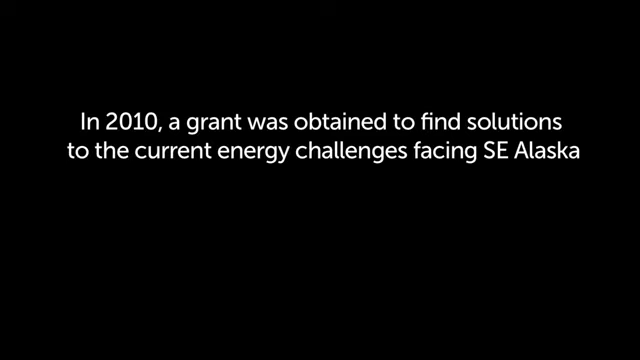 In 2010, a grant was obtained to find solutions
to the current energy challenges facing SE Alaska